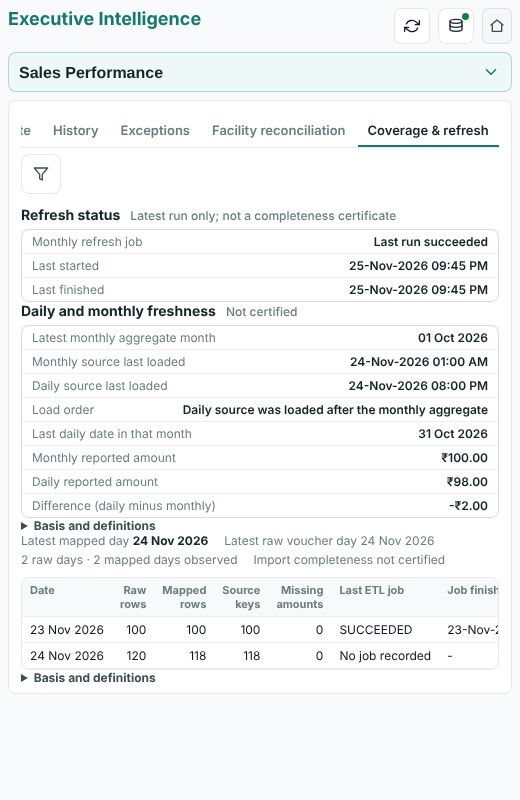 Executive Intelligence
Sales Performance
te History Exceptions Facility reconciliation Coverage & refresh
Refresh status Latest run only; not a completeness certificate
Monthly refresh job Last run succeeded
Last started 25-Nov-2026 09:45 PM
Last finished 25-Nov-2026 09:45 PM
Daily and monthly freshness Not certified
Latest monthly aggregate month 01 Oct 2026
Monthly source last loaded 24-Nov-2026 01:00 AM
Daily source last loaded 24-Nov-2026 08:00 PM
Load order Daily source was loaded after the monthly aggregate
Last daily date in that month 31 Oct 2026
Monthly reported amount ₹100.00
Daily reported amount ₹98.00
Difference (daily minus monthly) -₹2.00
Basis and definitions
Latest mapped day 24 Nov 2026 Latest raw voucher day 24 Nov 2026
2 raw days · 2 mapped days observed Import completeness not certified
Date Raw rows Mapped rows Source keys Missing amounts Last ETL job Job finish
23 Nov 2026 100 100 100 0 SUCCEEDED 23-Nov-2
24 Nov 2026 120 118 118 0 No job recorded -
Basis and definitions